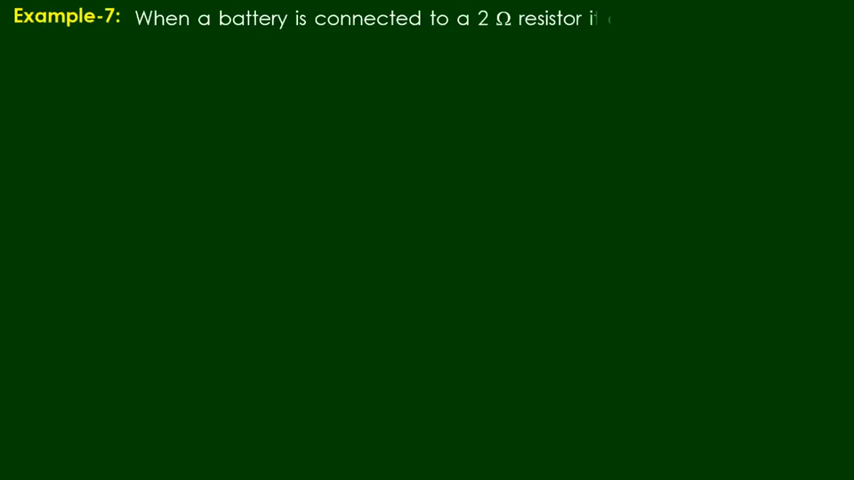 Example-7: When a battery is connected to a 2 Ω resistor